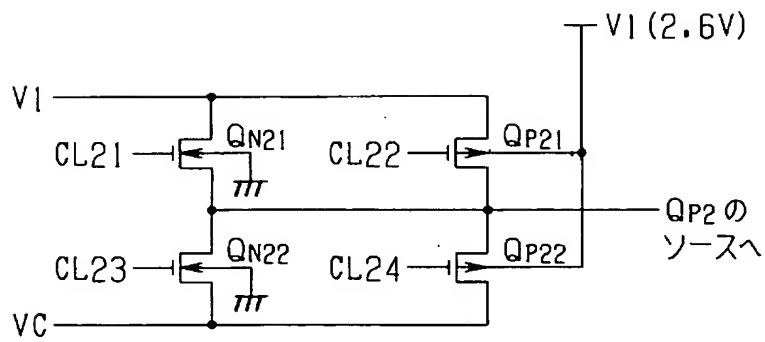 V1(2.6V)
V1
CL21
QN21
CL22
QP21
QP2の
ソースへ
CL23
QN22
CL24
QP22
VC